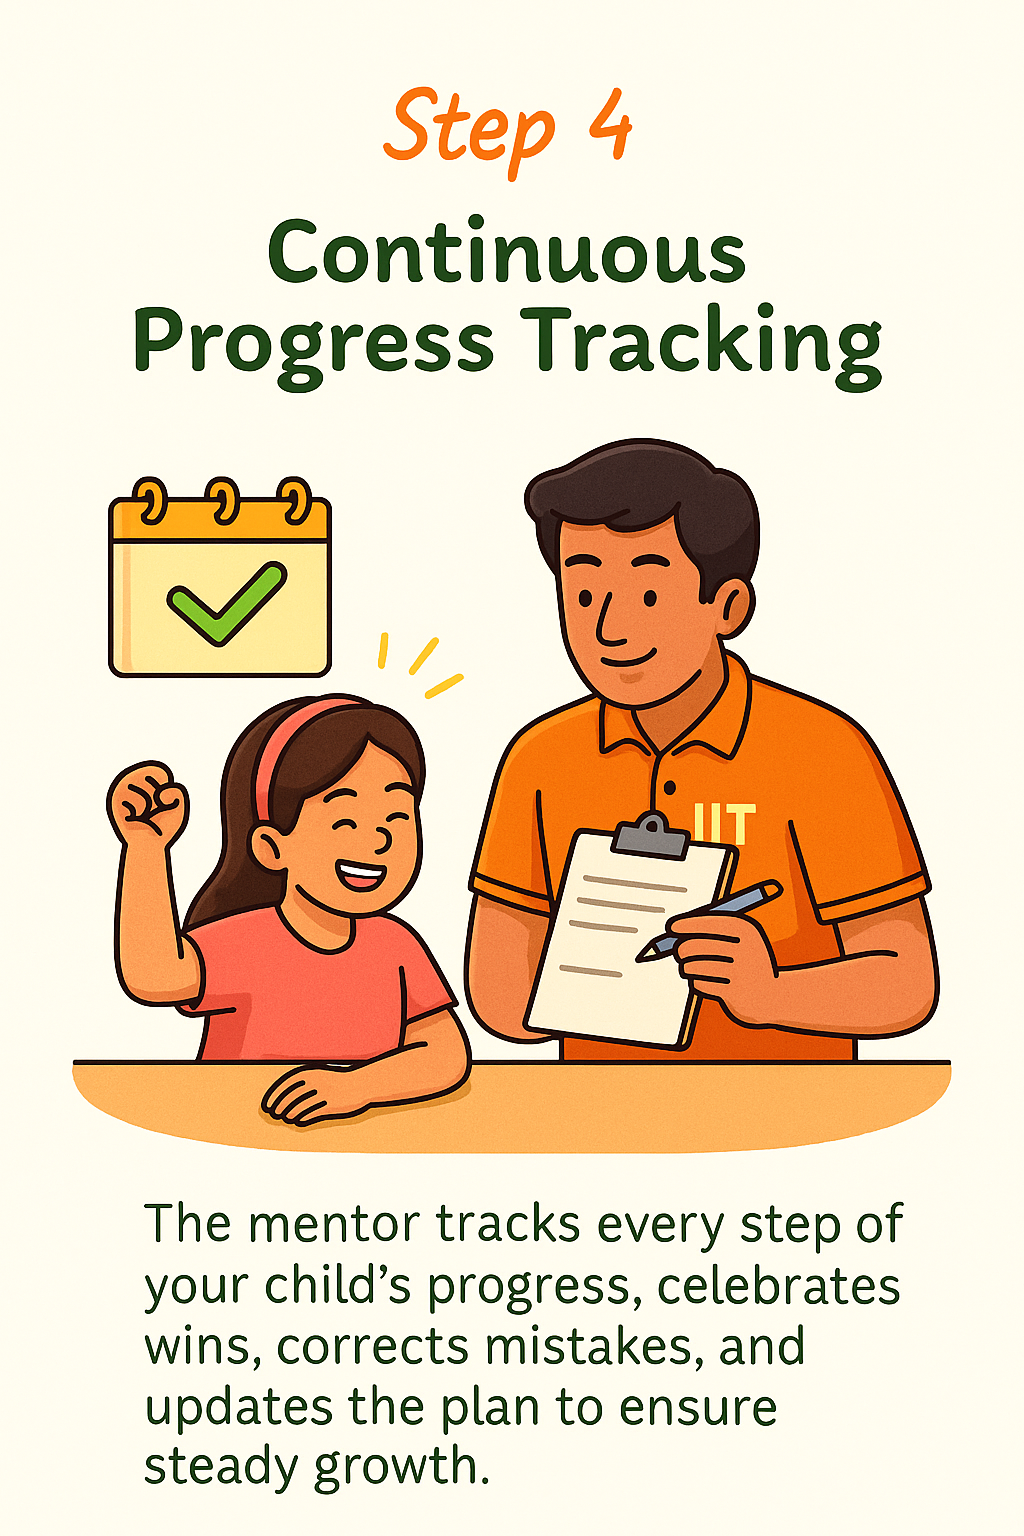 Step 4
Continuous
Progress Tracking
IIT
The mentor tracks every step of
your child’s progress, celebrates
wins, corrects mistakes, and
updates the plan to ensure
steady growth.